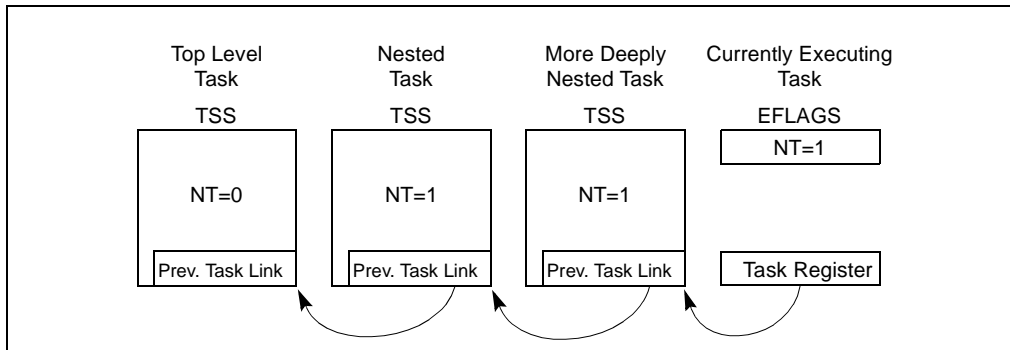 Top Level
Task
TSS
NT=0
Prev. Task Link
Nested
Task
TSS
NT=1
Prev. Task Link
More Deeply
Nested Task
TSS
NT=1
Prev. Task Link
Currently Executing
Task
EFLAGS
NT=1
Task Register